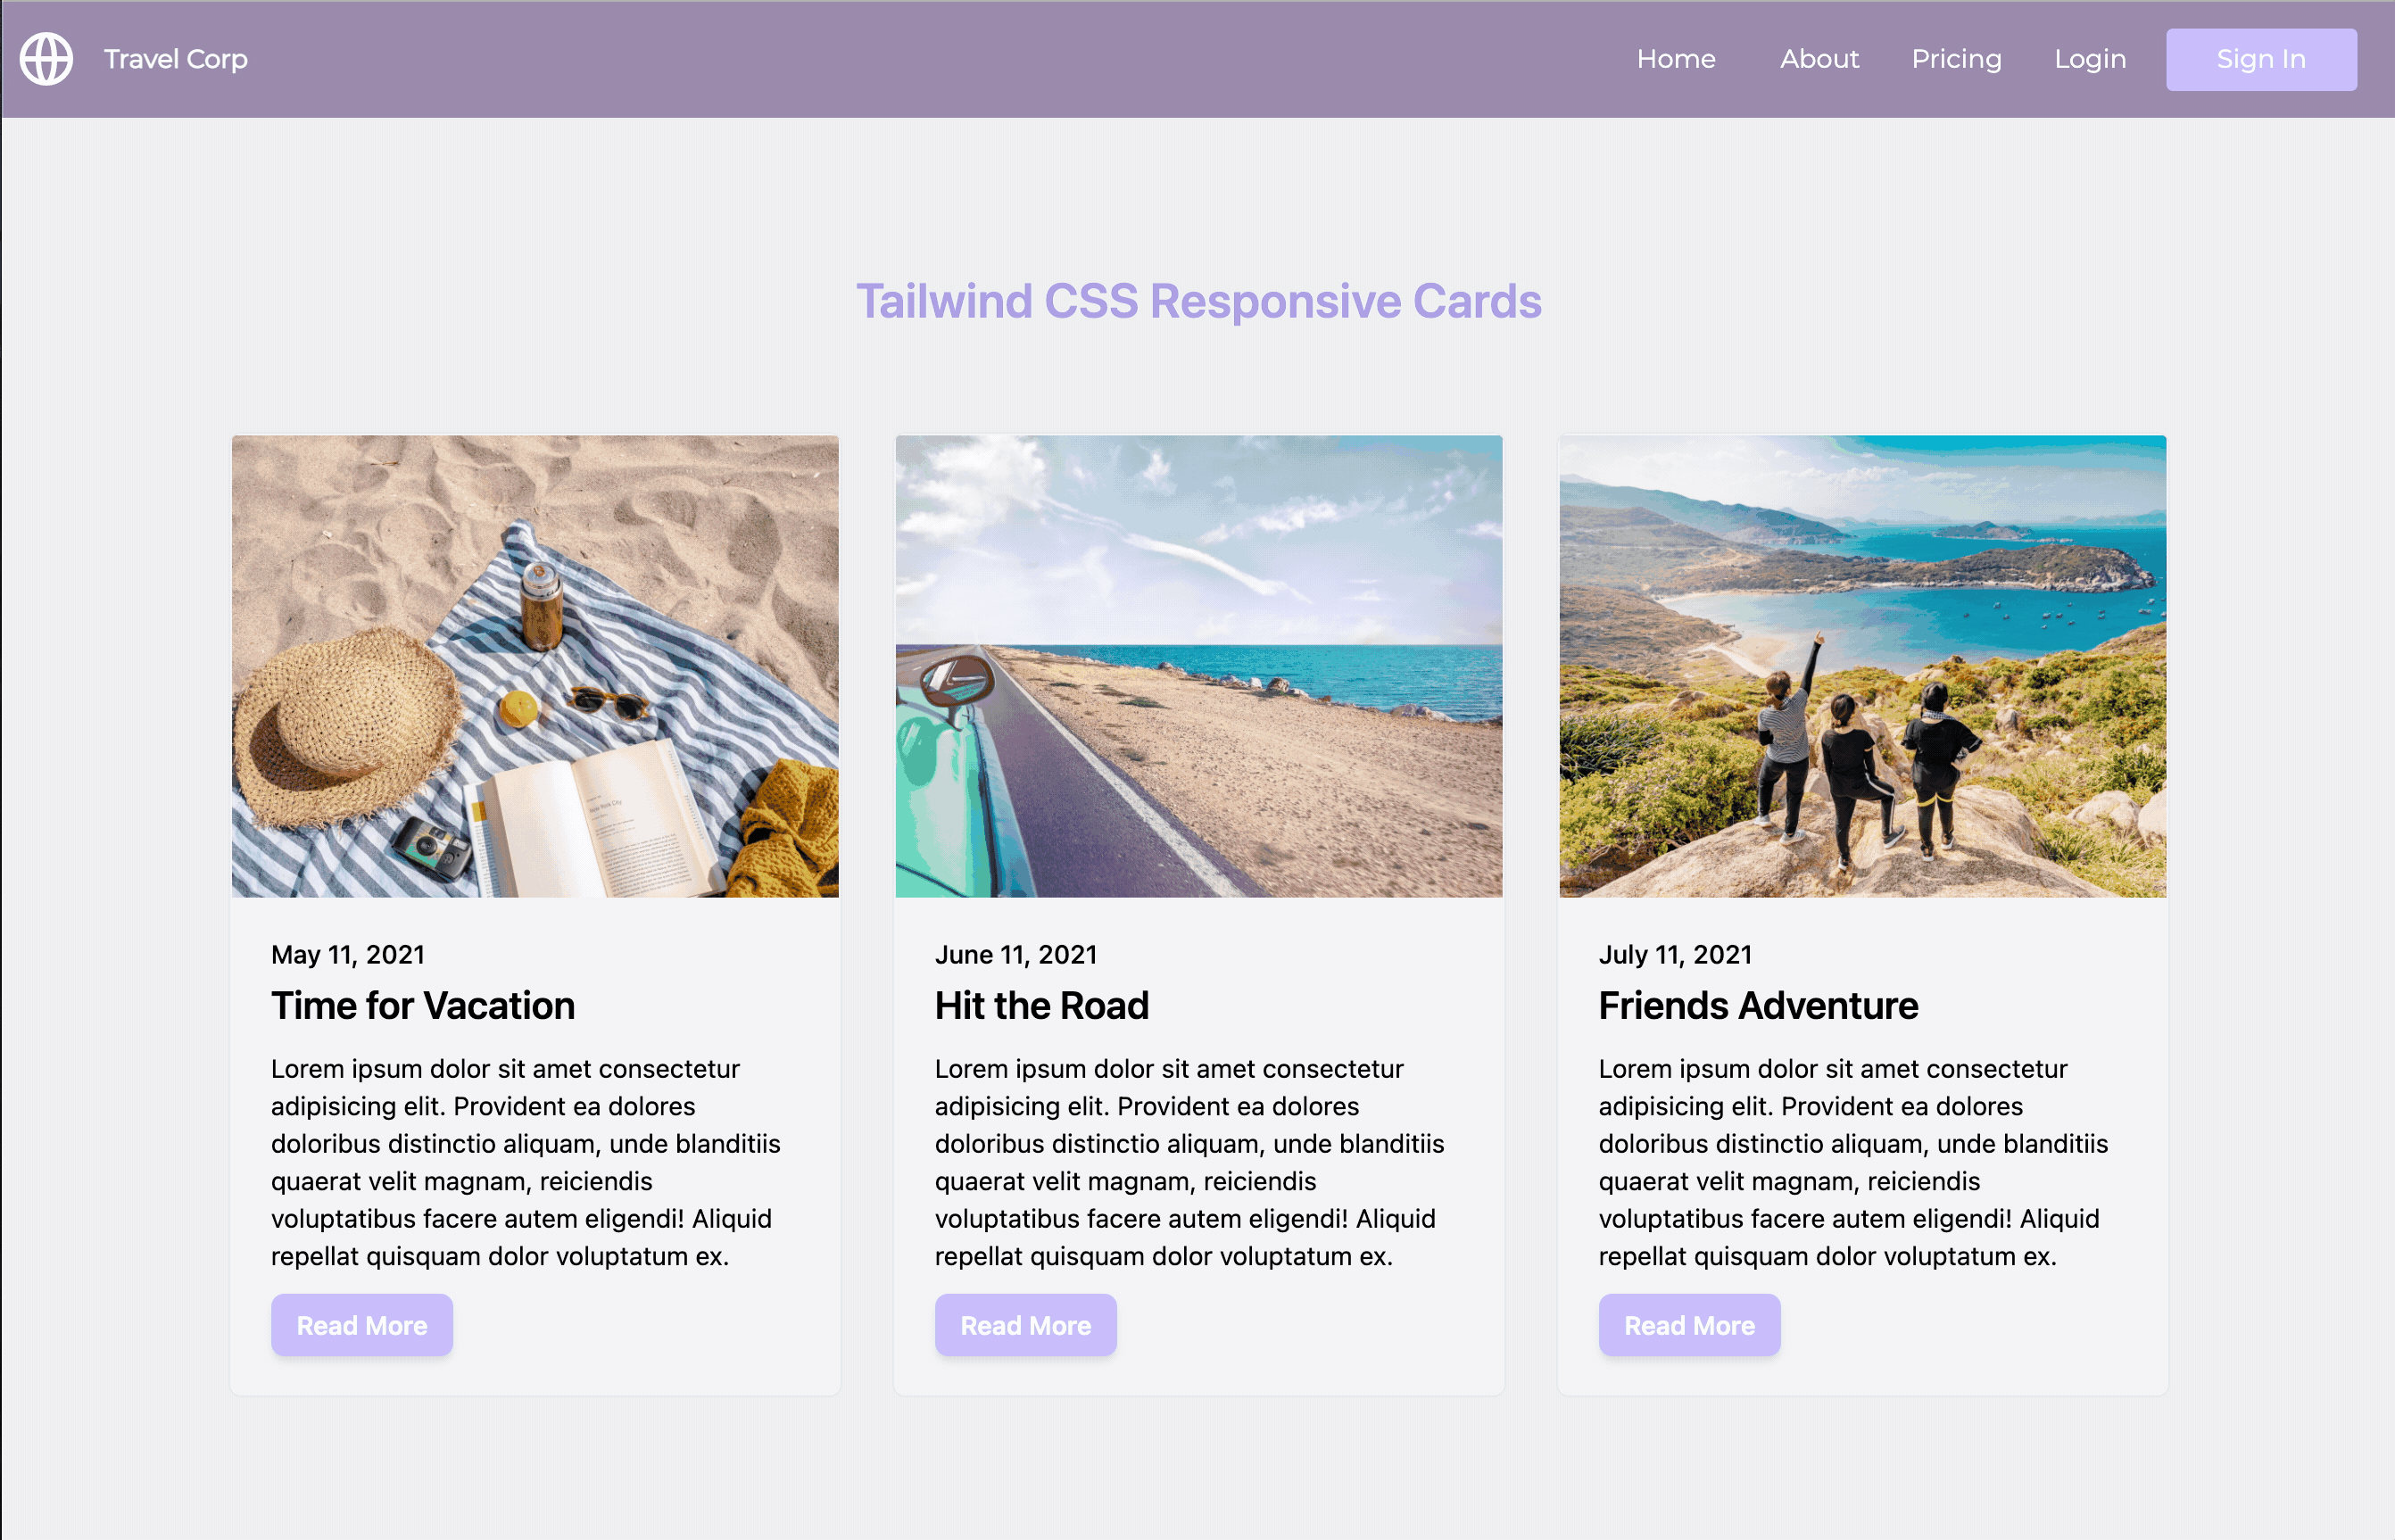 Travel Corp
Home
About
Pricing
Login
Sign In
Tailwind CSS Responsive Cards
New York City
May 11, 2021
Time for Vacation
Lorem ipsum dolor sit amet consectetur
adipisicing elit. Provident ea dolores
doloribus distinctio aliquam, unde blanditiis
quaerat velit magnam, reiciendis
voluptatibus facere autem eligendi! Aliquid
repellat quisquam dolor voluptatum ex.
Read More
June 11, 2021
Hit the Road
Lorem ipsum dolor sit amet consectetur
adipisicing elit. Provident ea dolores
doloribus distinctio aliquam, unde blanditiis
quaerat velit magnam, reiciendis
voluptatibus facere autem eligendi! Aliquid
repellat quisquam dolor voluptatum ex.
Read More
July 11, 2021
Friends Adventure
Lorem ipsum dolor sit amet consectetur
adipisicing elit. Provident ea dolores
doloribus distinctio aliquam, unde blanditiis
quaerat velit magnam, reiciendis
voluptatibus facere autem eligendi! Aliquid
repellat quisquam dolor voluptatum ex.
Read More